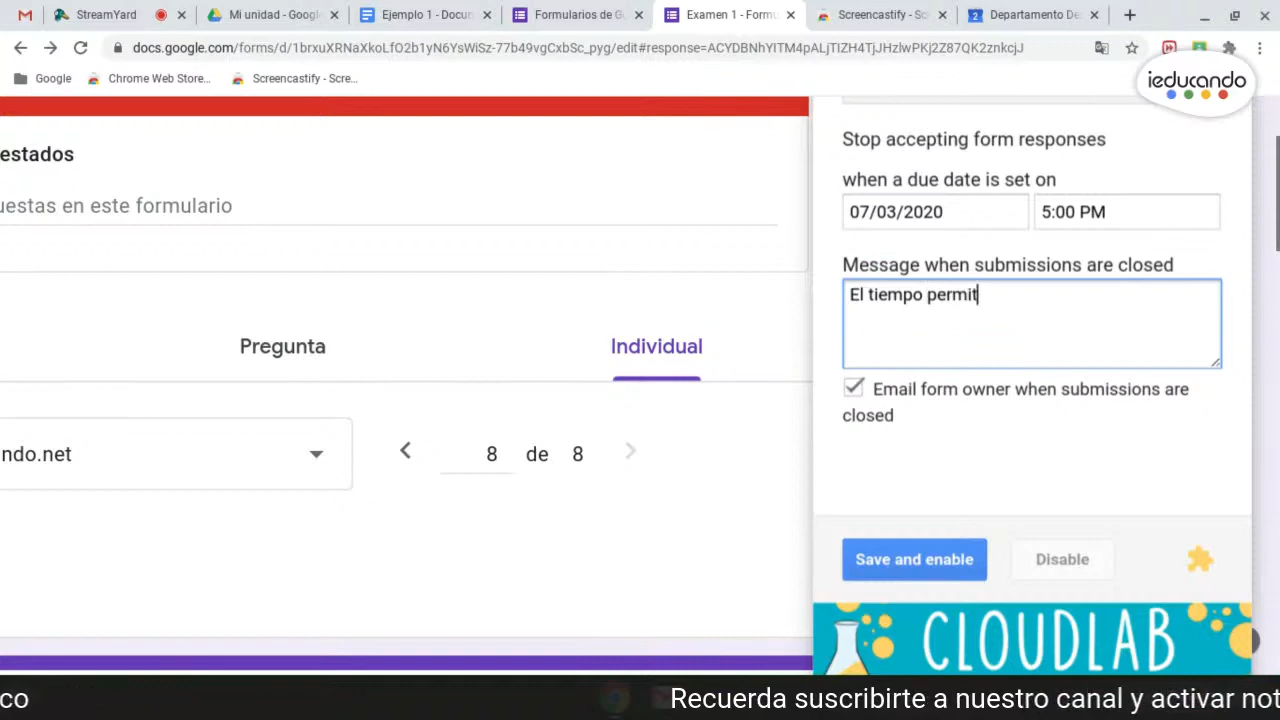 StreamYard
Mi unidad - Google
Ejemplo 1 - Docun
Formularios de G
Examen 1 - Formu
Screencastify - Sc
Departamento De
docs.google.com/forms/d/1brxuXRNaXkoLfO2b1yN6YsWiSz-77b49vgCxbSc_pyg/edit#response=ACYDBNhYITM4pALjTIZH4TjJHzlwPKj2Z87QK2znkcjJ
Google
Chrome Web Store...
Screencastify - Scre...
ieducando
estados
uestas en este formulario
Pregunta
Individual
ndo.net
8 de 8
Stop accepting form responses
when a due date is set on
07/03/2020
5:00 PM
Message when submissions are closed
El tiempo permit
Email form owner when submissions are
closed
Save and enable
Disable
CLOUDLAB
co
Recuerda suscribirte a nuestro canal y activar not